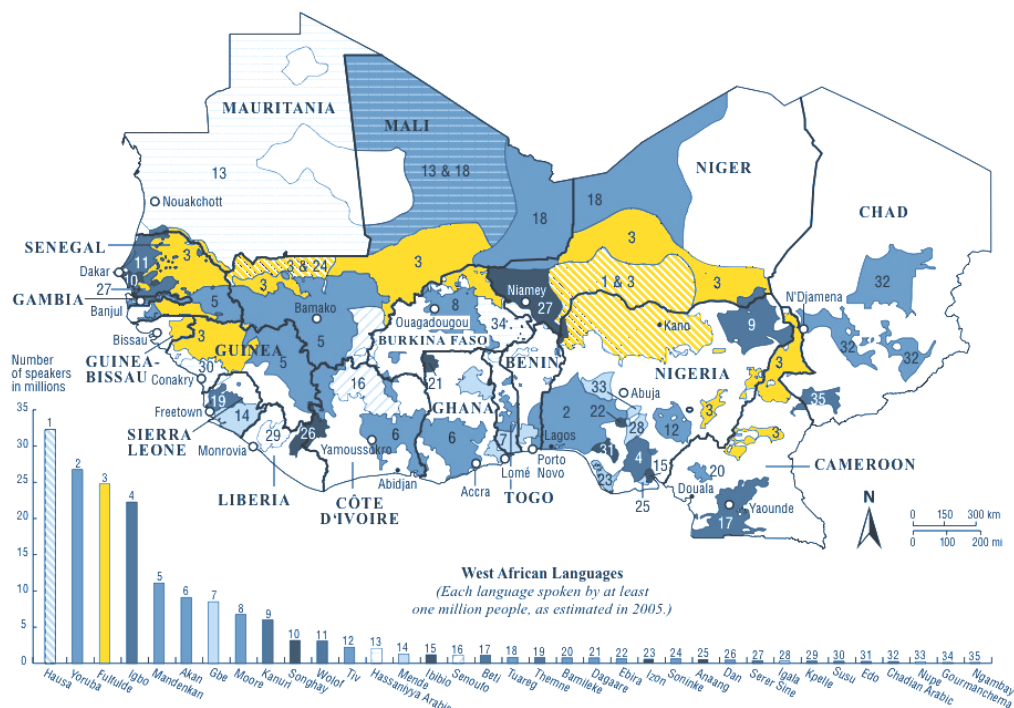 MAURITANIA
MALI
NIGER
CHAD
13
13 & 18
18
18
Nouakchott
SENEGAL
3
11
Dakar
10
27
GAMBIA
Banjul
5
3 & 24
3
3
3
1 & 3
3
Niamey
27
32
N'Djamena
Bamako
5
8
Ouagadougou
34
BURKINA FASO
Kano
9
Bissau
3
GUINEA
5
GUINEA-
BISSAU
30
Conakry
16
21
BENIN
NIGERIA
3
32
32
35
Freetown
19
14
SIERRA
LEONE
GHANA
33
Abuja
2
22
28
12
3
3
Monrovia
29
26
Yamoussokro
6
6
7
Lagos
31
4
15
23
25
LIBERIA
CÔTE
D'IVOIRE
Abidjan
Accra
Lomé
TOGO
Porto
Novo
CAMEROON
20
Douala
17
Yaounde
N
0 150 300 km
0 100 200 mi
Number
of speakers
in millions
35
30
25
20
15
10
5
0
West African Languages
(Each language spoken by at least
one million people, as estimated in 2005.)
1 2 3 4 5 6 7 8 9 10 11 12 13 14 15 16 17 18 19 20 21 22 23 24 25 26 27 28 29 30 31 32 33 34 35
Hausa
Yoruba
Fulfulde
Igbo
Mandenkan
Akan
Gbe
Moore
Kanuri
Songhay
Wolof
Tiv
Hassaniyya Arabic
Mende
Ibibio
Senoufo
Beti
Tuareg
Themne
Bamileke
Dagaare
Ebira
Izon
Soninke
Anaang
Dan
Serer Sine
Igala
Kpelle
Susu
Edo
Chadian Arabic
Nupe
Gourmanchema
Ngambay